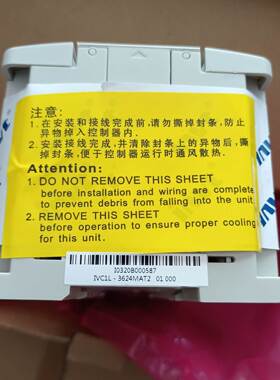 注意:
1.在安装和接线完成前,请勿撕掉封条,防止
异物掉入控制器内.
2.安装接线完成,并清除封条上的异物后,撕
掉封条,便于控制器运行时通风散热.
Attention:
1. DO NOT REMOVE THIS SHEET
before installation and wiring are complete
to prevent debris from falling into the unit.
2. REMOVE THIS SHEET
before operation to ensure proper cooling
for this unit.
I0320B000587
IVC1L - 3624MAT2 01 000